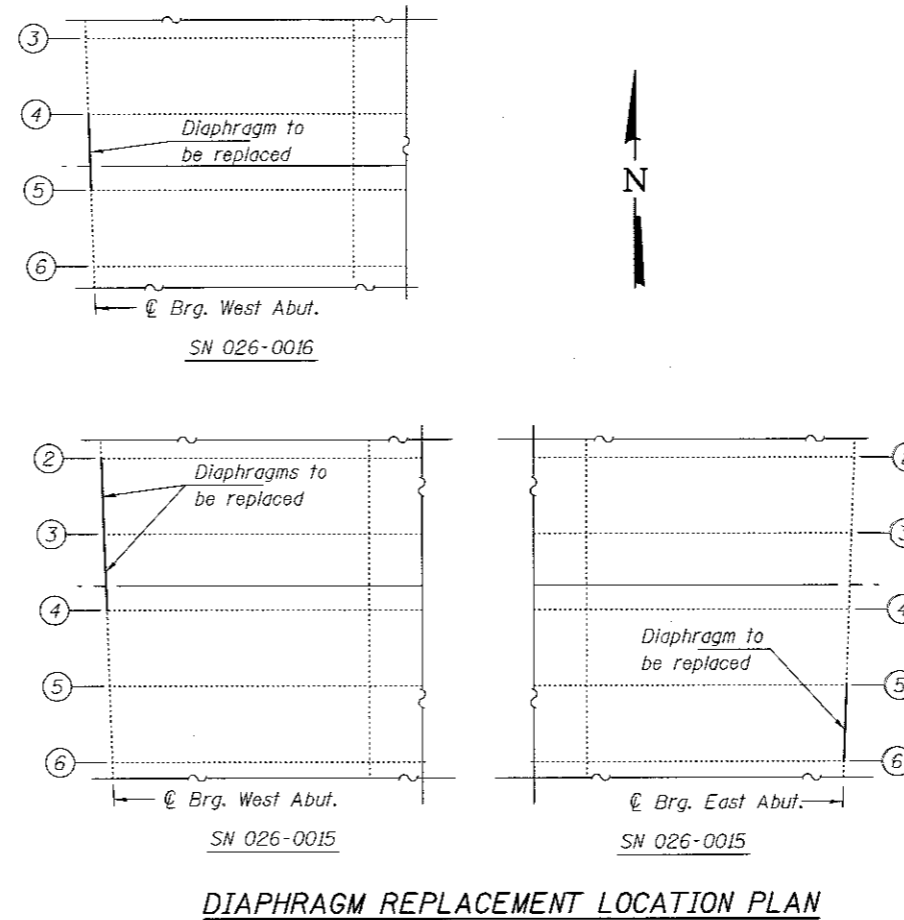 3
4
Diaphragm to
be replaced
5
6
℄ Brg. West Abut.
SN 026-0016
N
2
Diaphragms to
be replaced
3
4
5
6
℄ Brg. West Abut.
SN 026-0015
2
3
4
Diaphragm to
be replaced
5
6
℄ Brg. East Abut.
SN 026-0015
DIAPHRAGM REPLACEMENT LOCATION PLAN